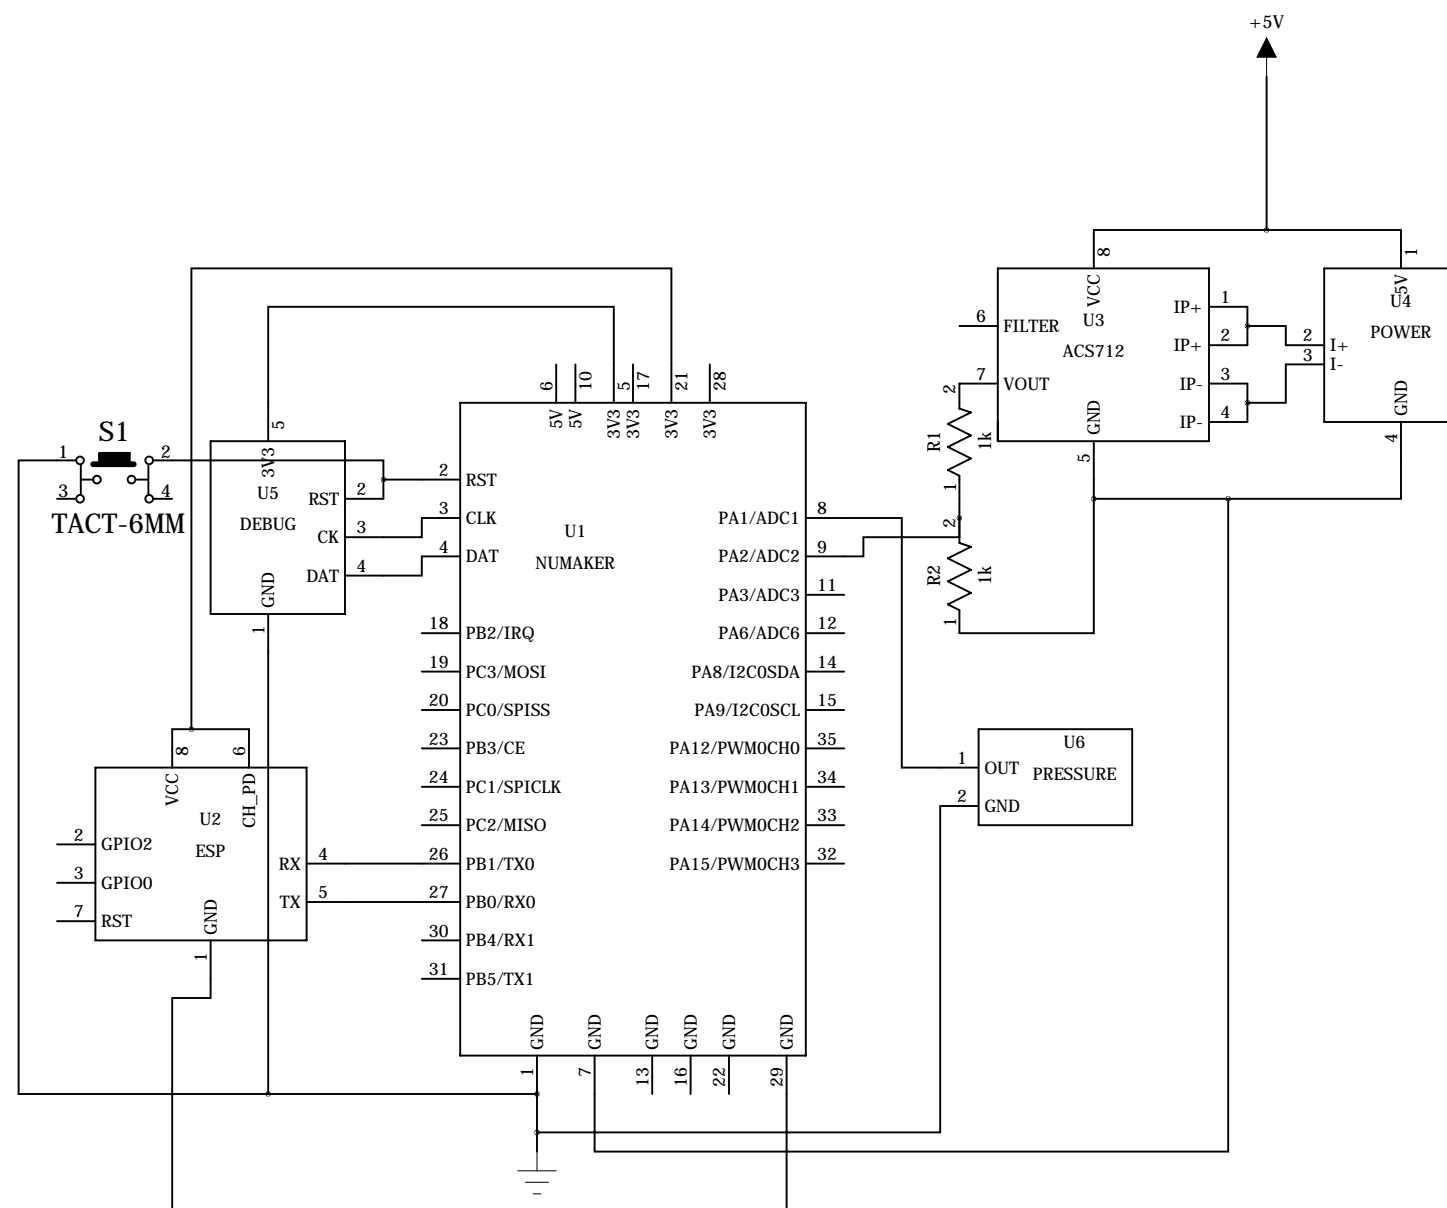 +5V
8
VCC
U3
ACS712
6
FILTER
7
VOUT
GND
5
IP+
1
IP+
2
IP-
3
IP-
4
1
5V
U4
POWER
2
I+
3
I-
GND
4
2
R1
1k
1
2
R2
1k
1
S1
1
2
3
4
TACT-6MM
5
3V3
U5
DEBUG
RST
2
CK
3
DAT
4
GND
1
6
5V
10
5V
5
3V3
17
3V3
21
3V3
28
3V3
U1
NUMAKER
2
RST
3
CLK
4
DAT
18
PB2/IRQ
19
PC3/MOSI
20
PC0/SPISS
23
PB3/CE
24
PC1/SPICLK
25
PC2/MISO
26
PB1/TX0
27
PB0/RX0
30
PB4/RX1
31
PB5/TX1
PA1/ADC1
8
PA2/ADC2
9
PA3/ADC3
11
PA6/ADC6
12
PA8/I2C0SDA
14
PA9/I2C0SCL
15
PA12/PWM0CH0
35
PA13/PWM0CH1
34
PA14/PWM0CH2
33
PA15/PWM0CH3
32
GND
1
GND
7
GND
13
GND
16
GND
22
GND
29
U6
PRESSURE
1
OUT
2
GND
8
VCC
6
CH_PD
U2
ESP
2
GPIO2
3
GPIO0
7
RST
RX
4
TX
5
GND
1